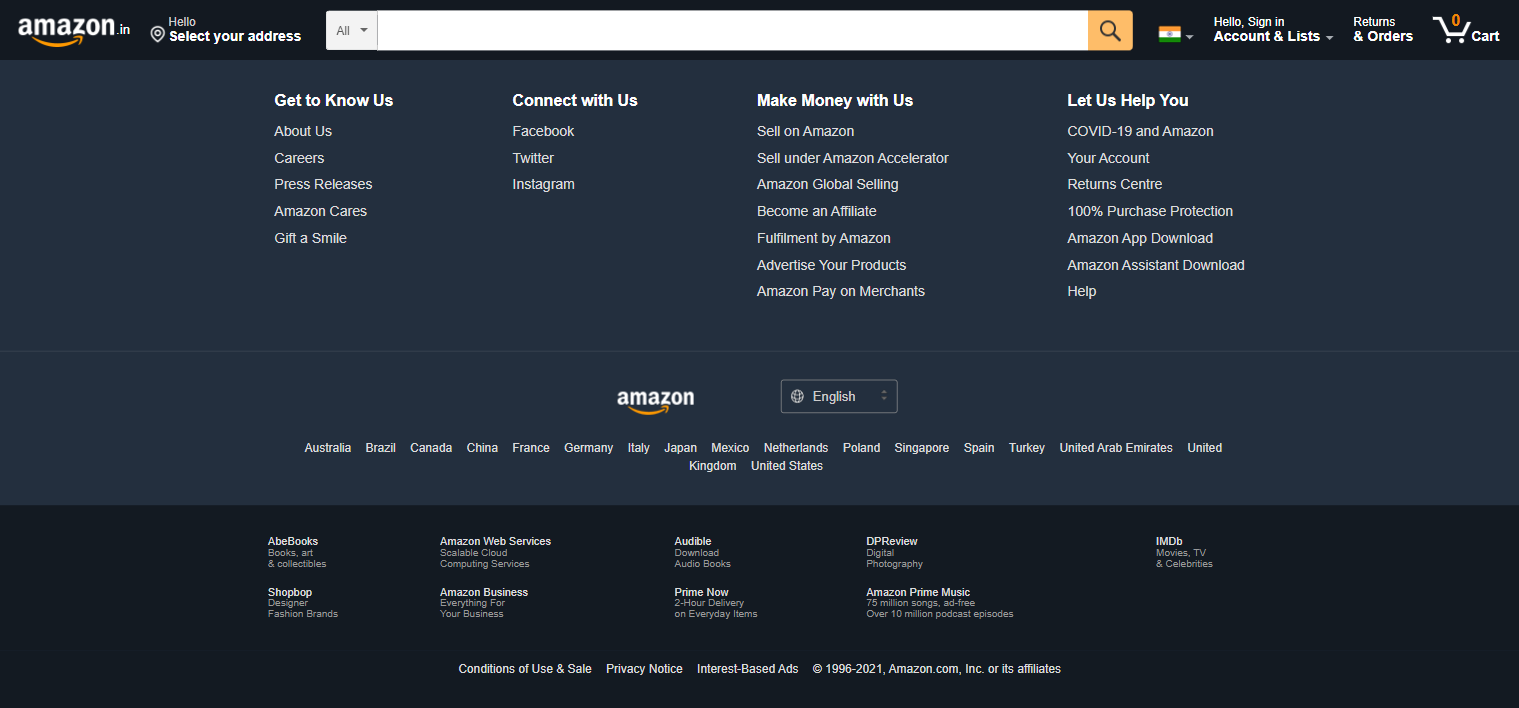 amazon.in
Hello
Select your address
All
Hello, Sign in
Account & Lists
Returns
& Orders
0
Cart
Get to Know Us
About Us
Careers
Press Releases
Amazon Cares
Gift a Smile
Connect with Us
Facebook
Twitter
Instagram
Make Money with Us
Sell on Amazon
Sell under Amazon Accelerator
Amazon Global Selling
Become an Affiliate
Fulfilment by Amazon
Advertise Your Products
Amazon Pay on Merchants
Let Us Help You
COVID-19 and Amazon
Your Account
Returns Centre
100% Purchase Protection
Amazon App Download
Amazon Assistant Download
Help
amazon
English
Australia Brazil Canada China France Germany Italy Japan Mexico Netherlands Poland Singapore Spain Turkey United Arab Emirates United
Kingdom United States
AbeBooks
Books, art
& collectibles
Amazon Web Services
Scalable Cloud
Computing Services
Audible
Download
Audio Books
DPReview
Digital
Photography
IMDb
Movies, TV
& Celebrities
Shopbop
Designer
Fashion Brands
Amazon Business
Everything For
Your Business
Prime Now
2-Hour Delivery
on Everyday Items
Amazon Prime Music
75 million songs, ad-free
Over 10 million podcast episodes
Conditions of Use & Sale Privacy Notice Interest-Based Ads © 1996-2021, Amazon.com, Inc. or its affiliates